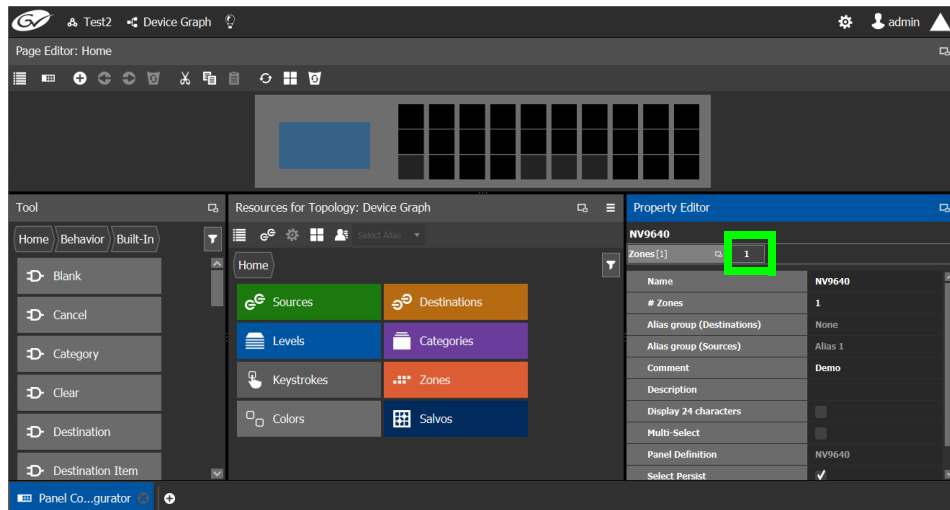 GV Test2 Device Graph admin
Page Editor: Home
Tool
Home Behavior Built-In
Blank
Cancel
Category
Clear
Destination
Destination Item
Resources for Topology: Device Graph
Select Alias
Home
Sources Destinations
Levels Categories
Keystrokes Zones
Colors Salvos
Property Editor
NV9640
Zones [1] 1
Name NV9640
# Zones 1
Alias group (Destinations) None
Alias group (Sources) Alias 1
Comment Demo
Description
Display 24 characters
Multi-Select
Panel Definition NV9640
Select Persist
Panel Co...gurator